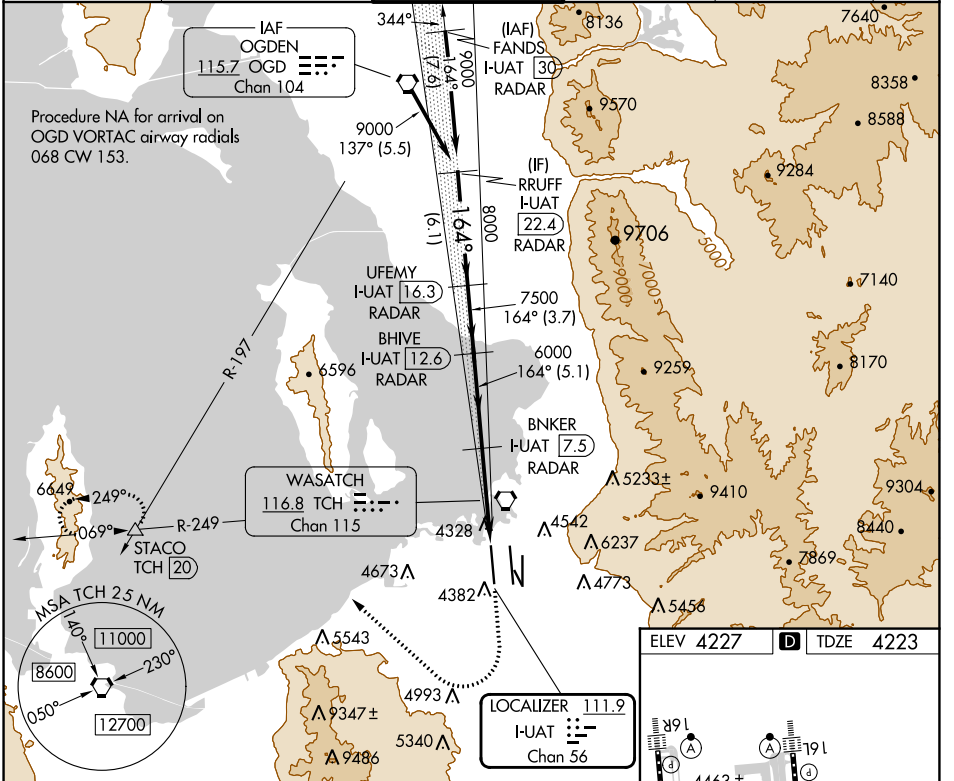 344°
8136
7640
IAF
OGDEN
115.7 OGD
Chan 104
(IAF)
FANDS
I-UAT 30
RADAR
9000
164°
(7.6)
8358
9570
8588
Procedure NA for arrival on
OGD VORTAC airway radials
068 CW 153.
9000
137° (5.5)
(IF)
RRUFF
I-UAT
22.4
RADAR
9284
164°
8000
(6.1)
9706
5000
7000
9000
7140
UFEMY
I-UAT 16.3
RADAR
7500
164° (3.7)
BHIVE
I-UAT 12.6
RADAR
6000
164° (5.1)
R-197
6596
9259
8170
BNKER
I-UAT 7.5
RADAR
5233±
9410
9304
WASATCH
116.8 TCH
Chan 115
6649
249°
069°
R-249
STACO
TCH 20
4328
4542
6237
8440
7869
4673
4382
4773
5456
MSA TCH 25 NM
140°
11000
8600
230°
050°
12700
5543
4993
9347±
5340
9486
LOCALIZER 111.9
I-UAT
Chan 56
ELEV 4227 D TDZE 4223
16R
A
A
16L
P
P
4463±